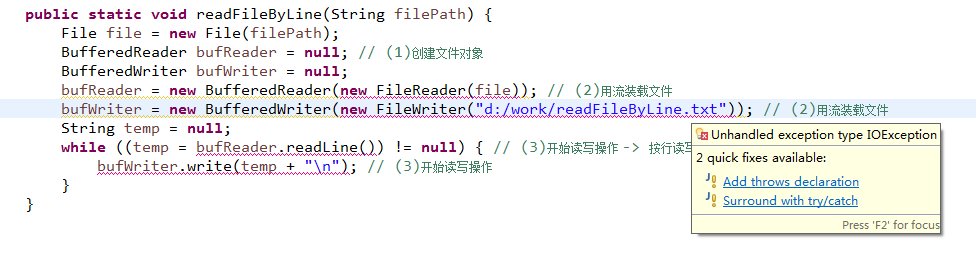 public static void readFileByLine(String filePath) {
File file = new File(filePath);
BufferedReader bufReader = null; // (1)创建文件对象
BufferedWriter bufWriter = null;
bufReader = new BufferedReader(new FileReader(file)); // (2)用流装载文件
bufWriter = new BufferedWriter(new FileWriter("d:/work/readFileByLine.txt")); // (2)用流装载文件
String temp = null;
while ((temp = bufReader.readLine()) != null) { // (3)开始读写操作 -> 按行读
bufWriter.write(temp + "\n"); // (3)开始读写操作
}
}
Unhandled exception type IOException
2 quick fixes available:
Add throws declaration
Surround with try/catch
Press 'F2' for focus